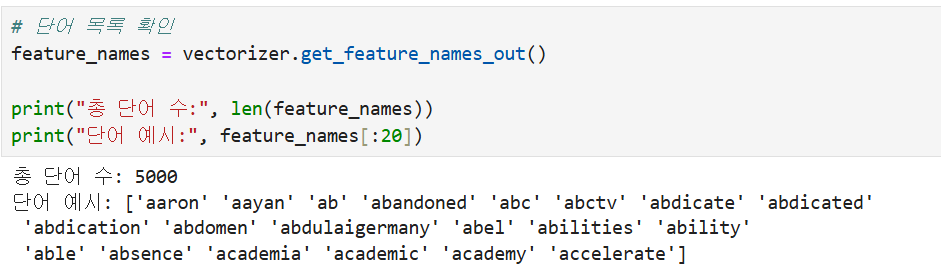 # 단어 목록 확인
feature_names = vectorizer.get_feature_names_out()
print("총 단어 수:", len(feature_names))
print("단어 예시:", feature_names[:20])
총 단어 수: 5000
단어 예시: ['aaron' 'aayan' 'ab' 'abandoned' 'abc' 'abctv' 'abdicate' 'abdicated'
'abdication' 'abdomen' 'abdulaigermany' 'abel' 'abilities' 'ability'
'able' 'absence' 'academia' 'academic' 'academy' 'accelerate']